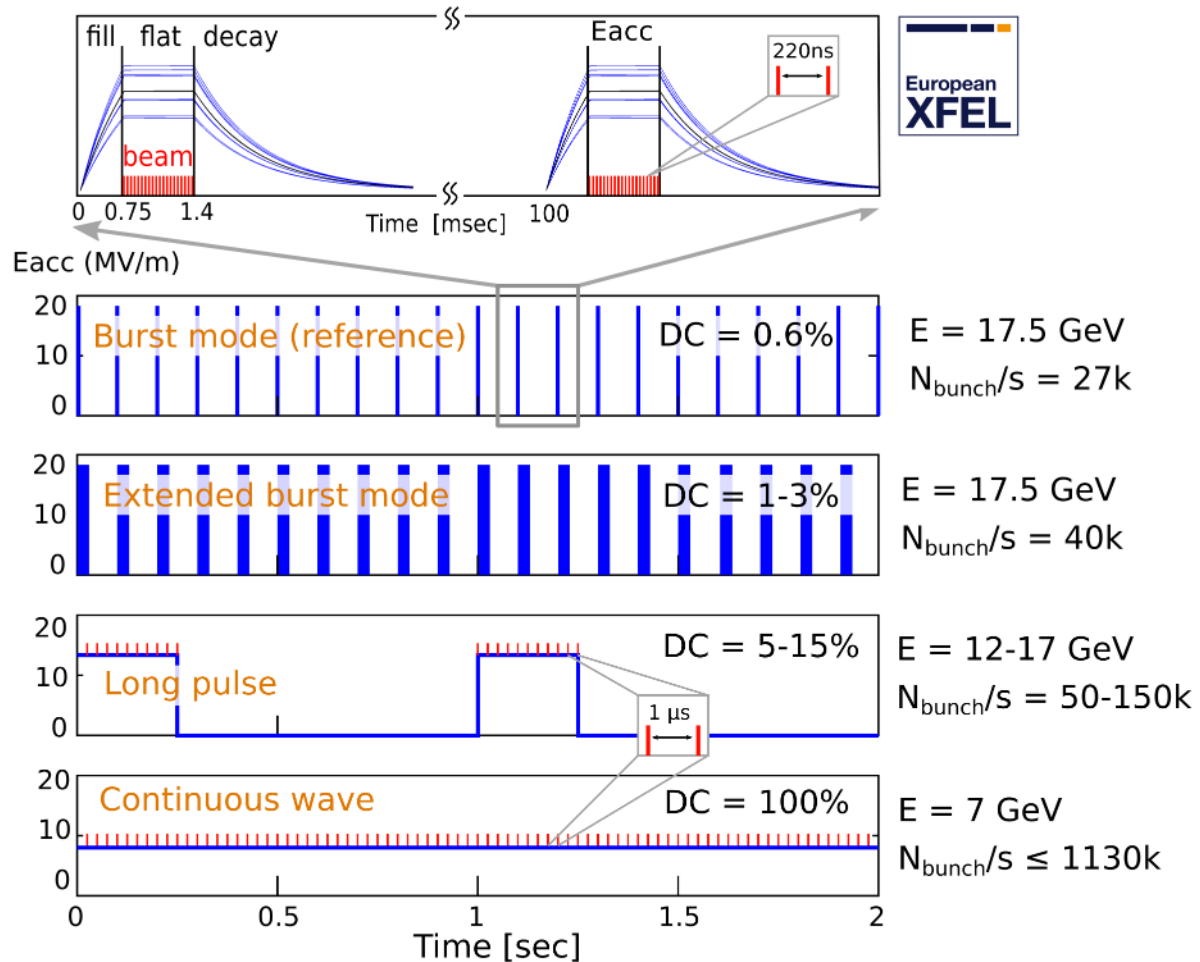 fill flat decay
Eacc
220ns
European
XFEL
beam
0 0.75 1.4
Time [msec]
100
Eacc (MV/m)
20
10
0
Burst mode (reference)
DC = 0.6%
E = 17.5 GeV
N_bunch/s = 27k
20
10
0
Extended burst mode
DC = 1-3%
E = 17.5 GeV
N_bunch/s = 40k
20
10
0
Long pulse
DC = 5-15%
1 μs
E = 12-17 GeV
N_bunch/s = 50-150k
20
10
0
Continuous wave
DC = 100%
E = 7 GeV
N_bunch/s ≤ 1130k
0 0.5 1 1.5 2
Time [sec]